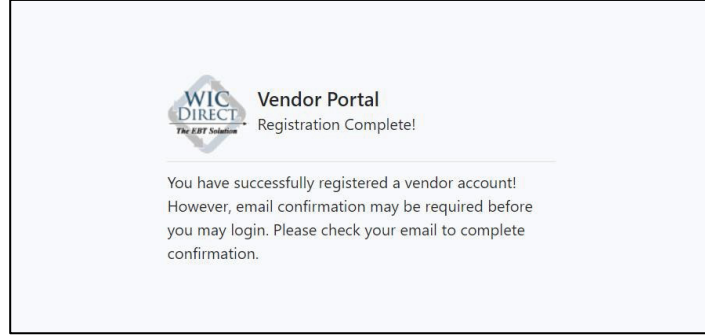 WIC
DIRECT
The EBT Solution
Vendor Portal
Registration Complete!
You have successfully registered a vendor account!
However, email confirmation may be required before
you may login. Please check your email to complete
confirmation.